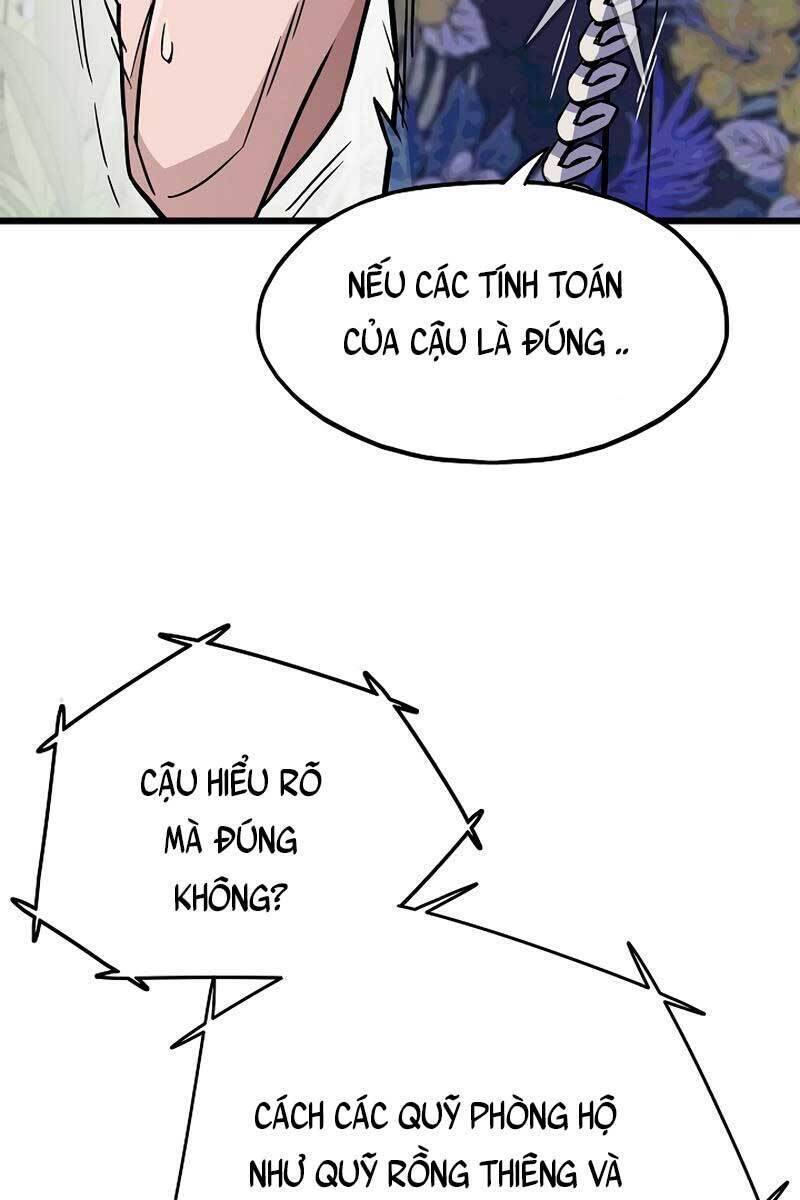 NẾU CÁC TÍNH TOÁN
CỦA CẬU LÀ ĐÚNG ..
CẬU HIỂU RÕ
MÀ ĐÚNG
KHÔNG?
CÁCH CÁC QUỸ PHÒNG HỘ
NHƯ QUỸ RỒNG THIÊNG VÀ